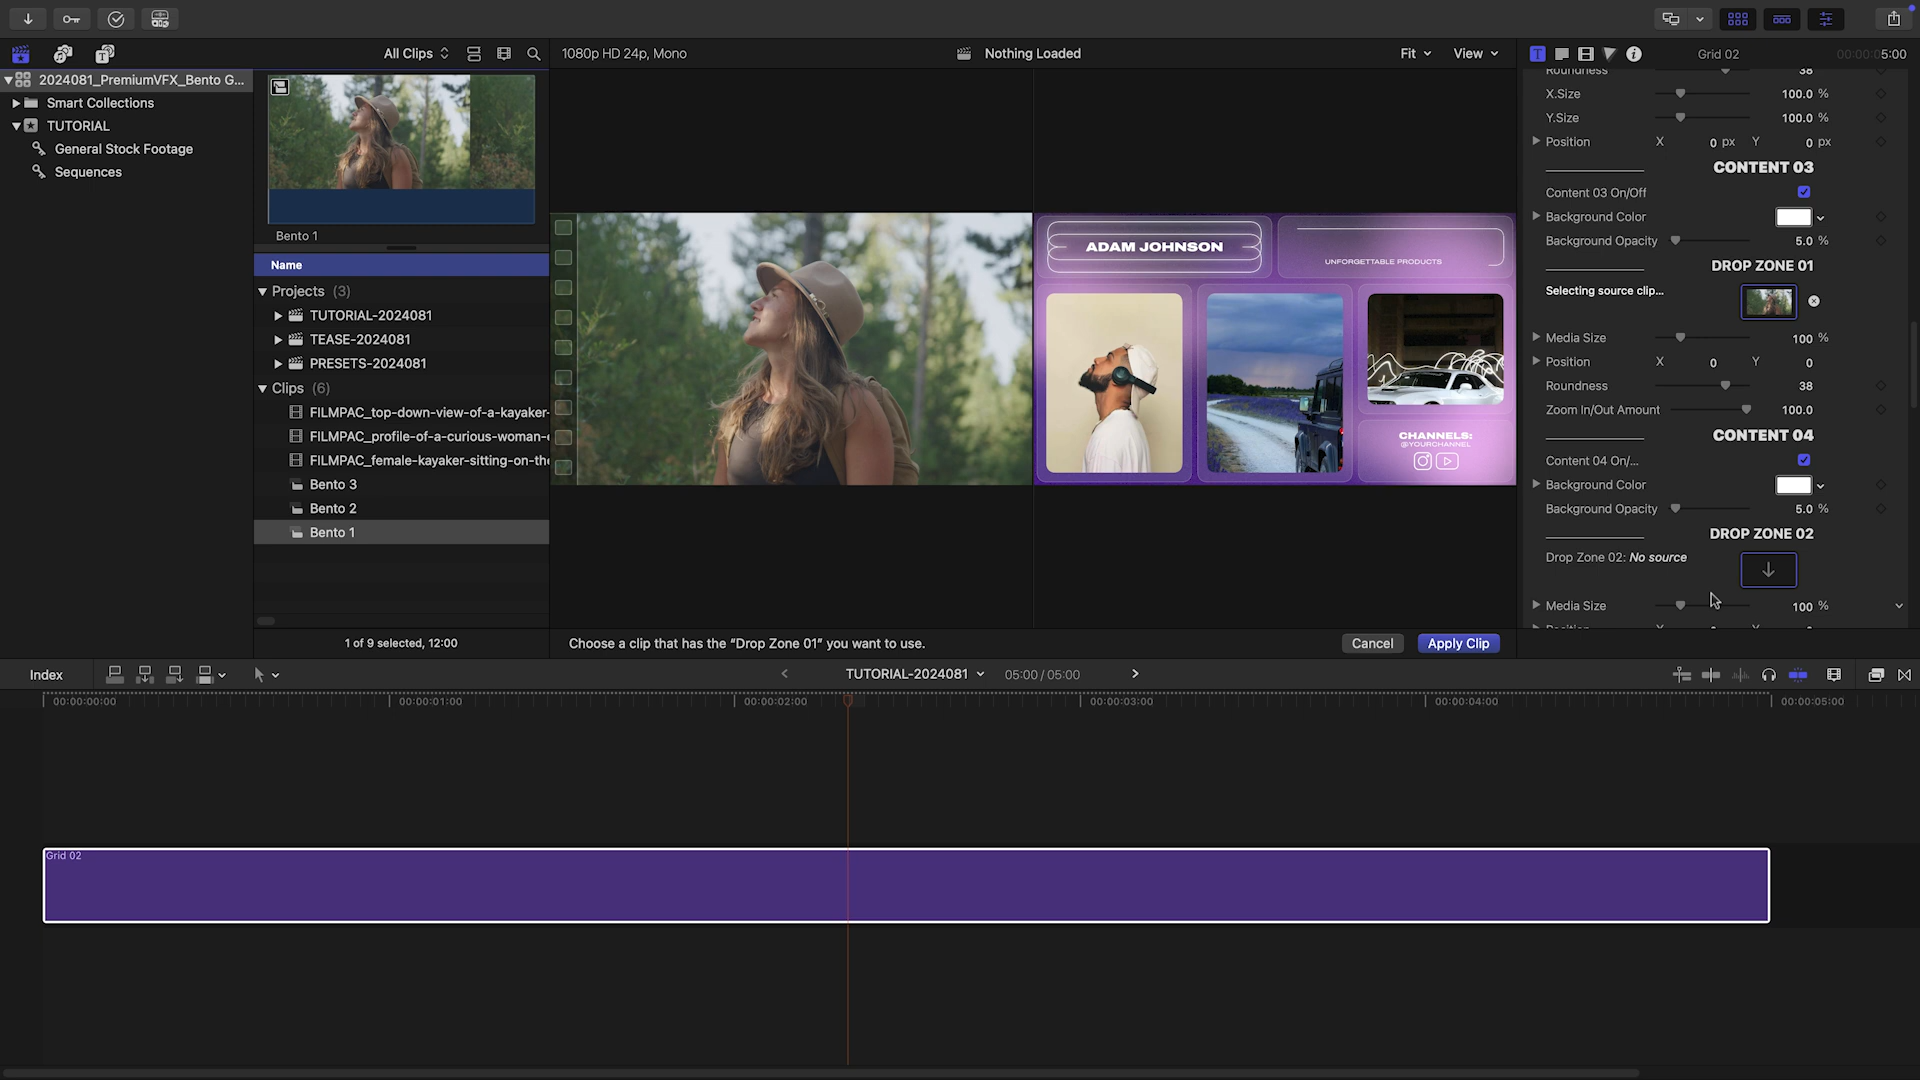 All Clips
1080p HD 24p, Mono
Nothing Loaded
Fit
View
T
Grid 02
00:00:05:00
2024081_PremiumVFX_Bento G...
Smart Collections
TUTORIAL
General Stock Footage
Sequences
Bento 1
Name
Projects (3)
TUTORIAL-2024081
TEASE-2024081
PRESETS-2024081
Clips (6)
FILMPAC_top-down-view-of-a-kayaker-
FILMPAC_profile-of-a-curious-woman-
FILMPAC_female-kayaker-sitting-on-the
Bento 3
Bento 2
Bento 1
1 of 9 selected, 12:00
ADAM JOHNSON
UNFORGETTABLE PRODUCTS
CHANNELS:
@YOURCHANNEL
Choose a clip that has the “Drop Zone 01” you want to use.
Cancel
Apply Clip
Roundness 38
X.Size 100.0 %
Y.Size 100.0 %
Position X 0 px Y 0 px
CONTENT 03
Content 03 On/Off
Background Color
Background Opacity 5.0 %
DROP ZONE 01
Selecting source clip...
Media Size 100 %
Position X 0 Y 0
Roundness 38
Zoom In/Out Amount 100.0
CONTENT 04
Content 04 On/...
Background Color
Background Opacity 5.0 %
DROP ZONE 02
Drop Zone 02: No source
Media Size 100 %
Index
TUTORIAL-2024081
05:00 / 05:00
00:00:00:00
00:00:01:00
00:00:02:00
00:00:03:00
00:00:04:00
00:00:05:00
Grid 02